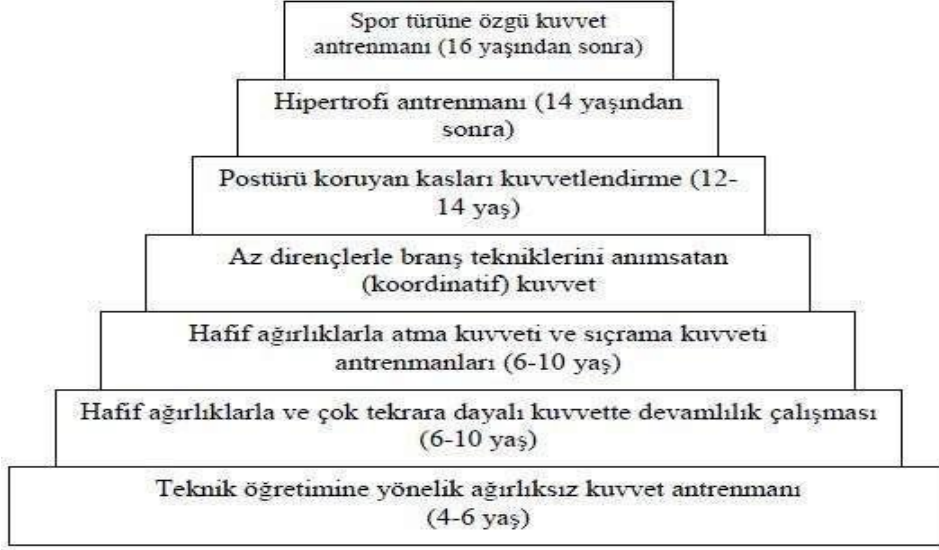 Spor türüne özgü kuvvet
antrenmanı (16 yaşından sonra)
Hipertrofi antrenmanı (14 yaşından
sonra)
Postürü koruyan kasları kuvvetlendirme (12-
14 yaş)
Az dirençlerle branş tekniklerini anımsatan
(koordinatif) kuvvet
Hafif ağırlıklarla atma kuvveti ve sıçrama kuvveti
antrenmanları (6-10 yaş)
Hafif ağırlıklarla ve çok tekrara dayalı kuvvette devamlılık çalışması
(6-10 yaş)
Teknik öğretimine yönelik ağırlıksız kuvvet antrenmanı
(4-6 yaş)